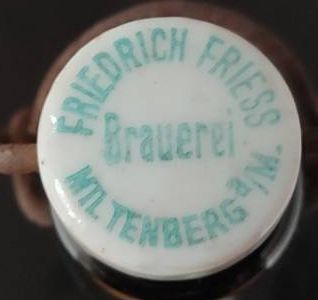 FRIEDRICH FRIESS
Brauerei
MILTENBERG a/M.